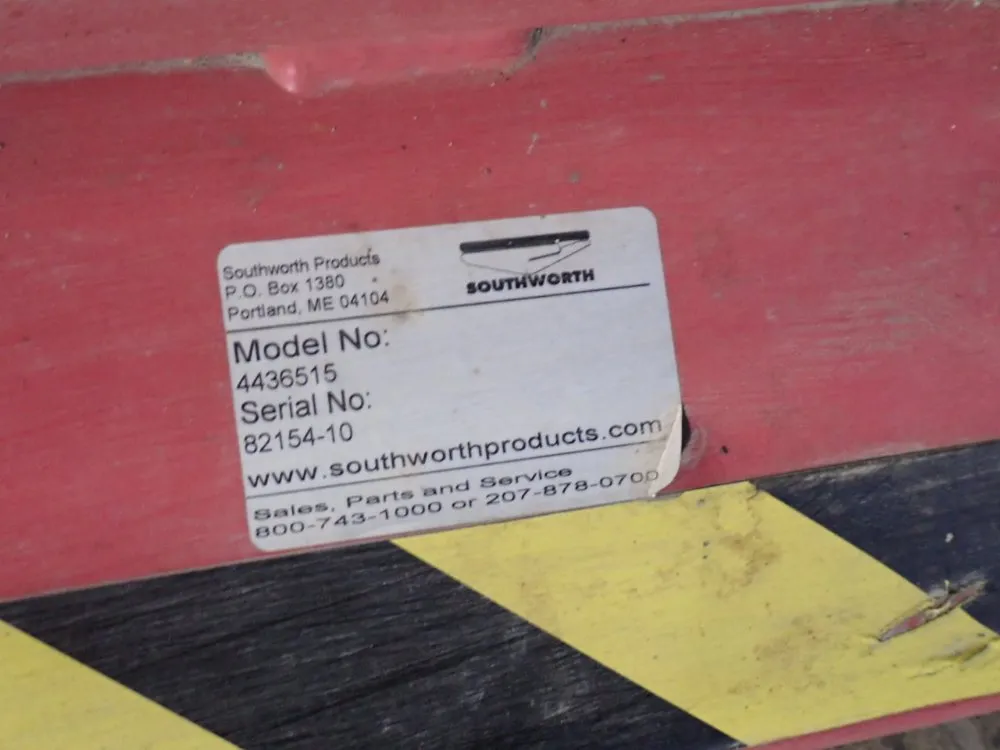 Southworth Products
P.O. Box 1380
Portland, ME 04104
SOUTHWORTH
Model No:
4436515
Serial No:
82154-10
www.southworthproducts.com
Sales, Parts and Service
800-743-1000 or 207-878-0700